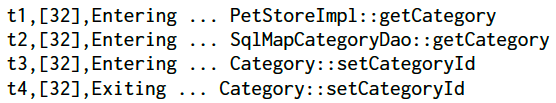 t1,[32],Entering ... PetStoreImpl::getCategory
t2,[32],Entering ... SqlMapCategoryDao::getCategory
t3,[32],Entering ... Category::setCategoryId
t4,[32],Exiting ... Category::setCategoryId